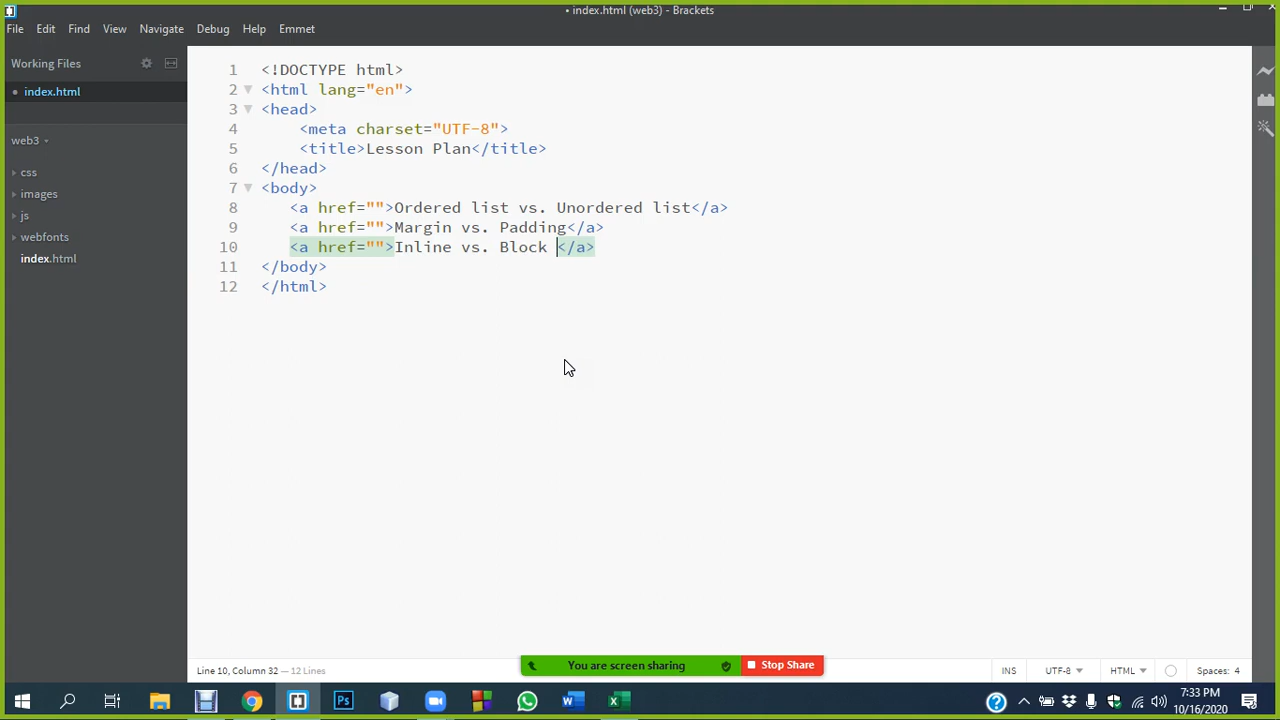 • index.html (web3) - Brackets
File Edit Find View Navigate Debug Help Emmet
Working Files
• index.html
web3
css
images
js
webfonts
index.html
1 <!DOCTYPE html>
2 <html lang="en">
3 <head>
4 <meta charset="UTF-8">
5 <title>Lesson Plan</title>
6 </head>
7 <body>
8 <a href="">Ordered list vs. Unordered list</a>
9 <a href="">Margin vs. Padding</a>
10 <a href="">Inline vs. Block </a>
11 </body>
12 </html>
Line 10, Column 32 — 12 Lines
You are screen sharing
Stop Share
INS UTF-8 HTML Spaces: 4
Ps
W
X
7:33 PM
10/16/2020